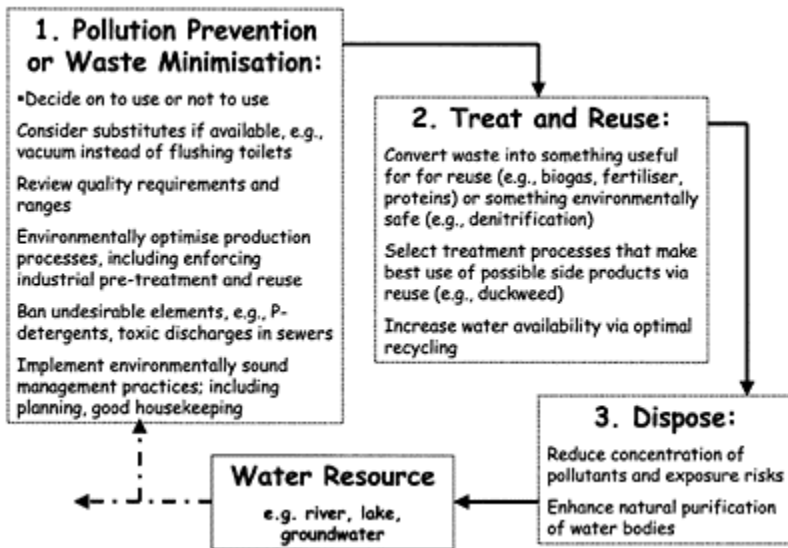 1. Pollution Prevention
or Waste Minimisation:
•Decide on to use or not to use
Consider substitutes if available, e.g.,
vacuum instead of flushing toilets
Review quality requirements and
ranges
Environmentally optimise production
processes, including enforcing
industrial pre-treatment and reuse
Ban undesirable elements, e.g., P-
detergents, toxic discharges in sewers
Implement environmentally sound
management practices; including
planning, good housekeeping
2. Treat and Reuse:
Convert waste into something useful
for for reuse (e.g., biogas, fertiliser,
proteins) or something environmentally
safe (e.g., denitrification)
Select treatment processes that make
best use of possible side products via
reuse (e.g., duckweed)
Increase water availability via optimal
recycling
3. Dispose:
Reduce concentration of
pollutants and exposure risks
Enhance natural purification
of water bodies
Water Resource
e.g. river, lake,
groundwater